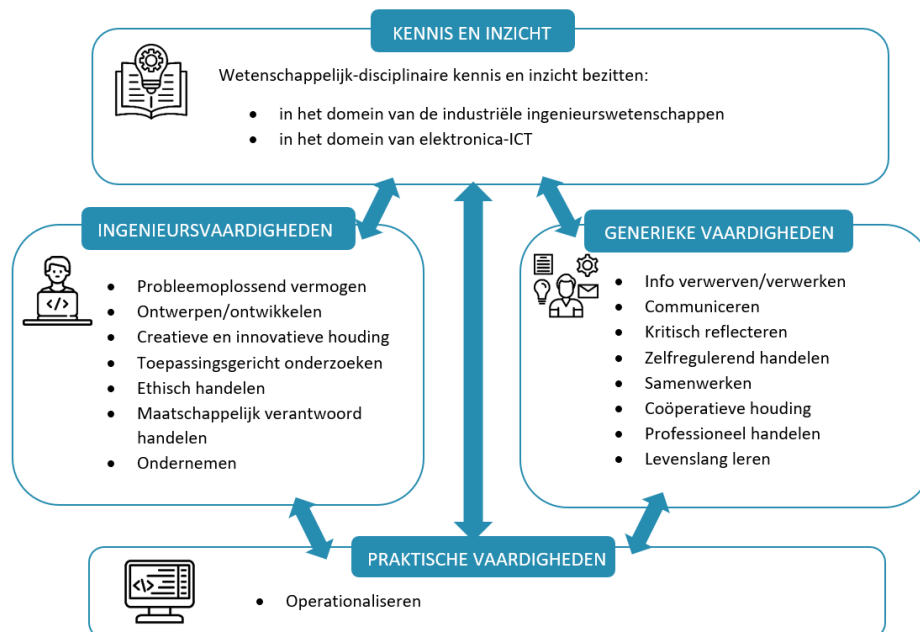 KENNIS EN INZICHT
Wetenschappelijk-disciplinaire kennis en inzicht bezitten:
• in het domein van de industriële ingenieurswetenschappen
• in het domein van elektronica-ICT
INGENIEURSVAARDIGHEDEN
• Probleemoplossend vermogen
• Ontwerpen/ontwikkelen
• Creatieve en innovatieve houding
• Toepassingsgericht onderzoeken
• Ethisch handelen
• Maatschappelijk verantwoord
handelen
• Ondernemen
GENERIEKE VAARDIGHEDEN
• Info verwerven/verwerken
• Communiceren
• Kritisch reflecteren
• Zelfregulerend handelen
• Samenwerken
• Coöperatieve houding
• Professioneel handelen
• Levenslang leren
PRAKTISCHE VAARDIGHEDEN
• Operationaliseren